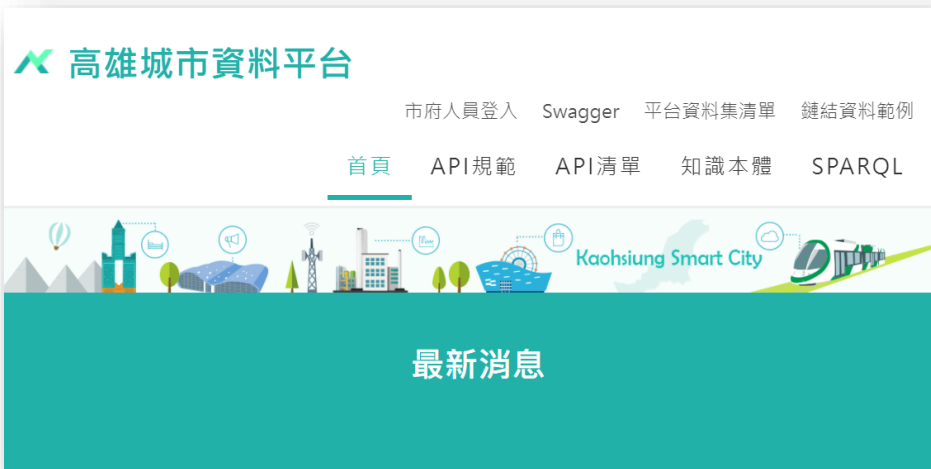 高雄城市資料平台
市府人員登入 Swagger 平台資料集清單 鏈結資料範例
首頁 API規範 API清單 知識本體 SPARQL
Kaohsiung Smart City
最新消息